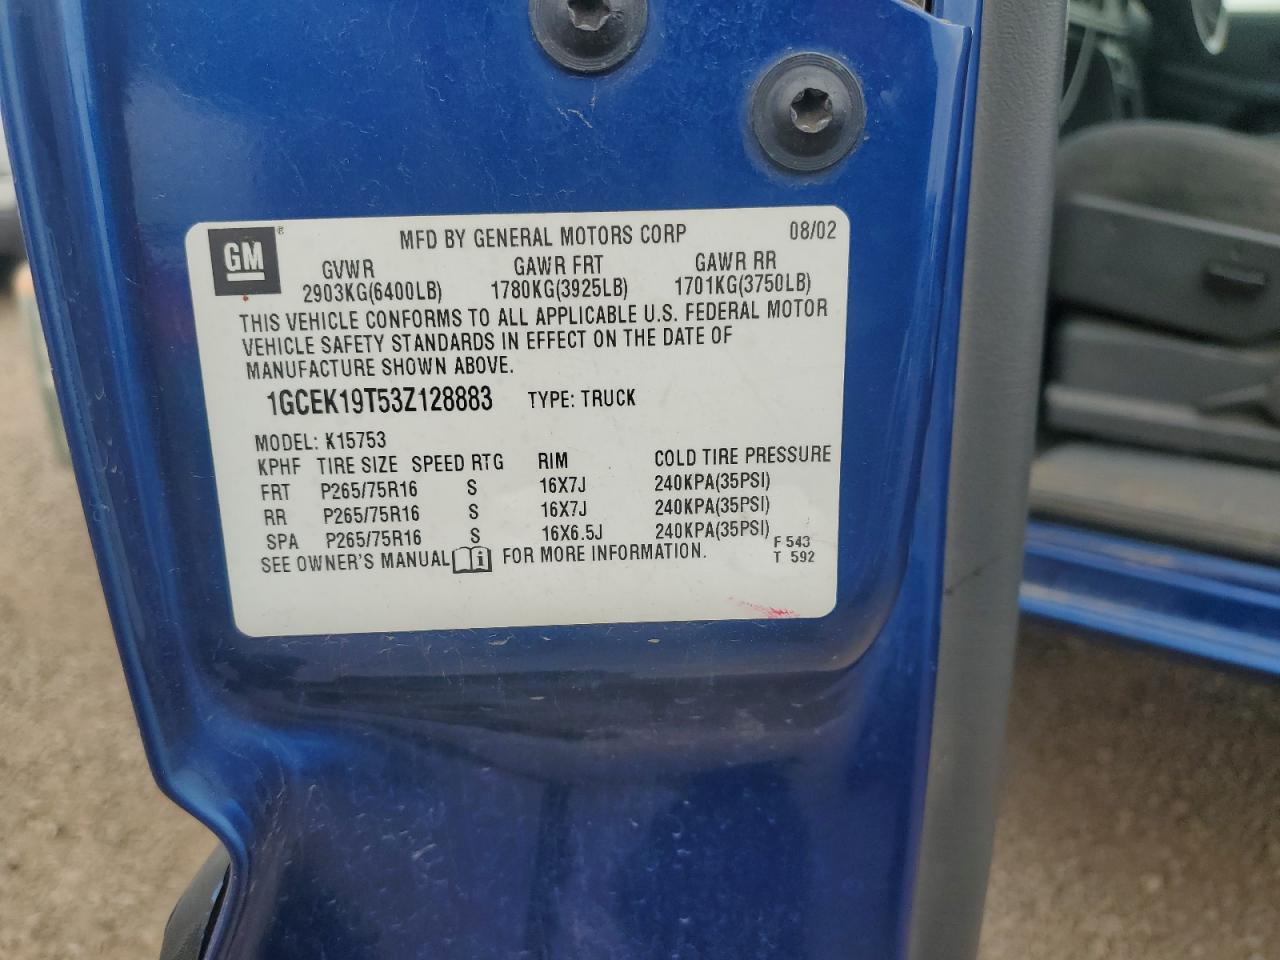 GM ®
MFD BY GENERAL MOTORS CORP 08/02
GVWR GAWR FRT GAWR RR
2903KG(6400LB) 1780KG(3925LB) 1701KG(3750LB)
THIS VEHICLE CONFORMS TO ALL APPLICABLE U.S. FEDERAL MOTOR
VEHICLE SAFETY STANDARDS IN EFFECT ON THE DATE OF
MANUFACTURE SHOWN ABOVE.
1GCEK19T53Z128883 TYPE: TRUCK
MODEL: K15753
KPHF TIRE SIZE SPEED RTG RIM COLD TIRE PRESSURE
FRT P265/75R16 S 16X7J 240KPA(35PSI)
RR P265/75R16 S 16X7J 240KPA(35PSI)
SPA P265/75R16 S 16X6.5J 240KPA(35PSI)
SEE OWNER'S MANUAL i FOR MORE INFORMATION.
F 543
T 592